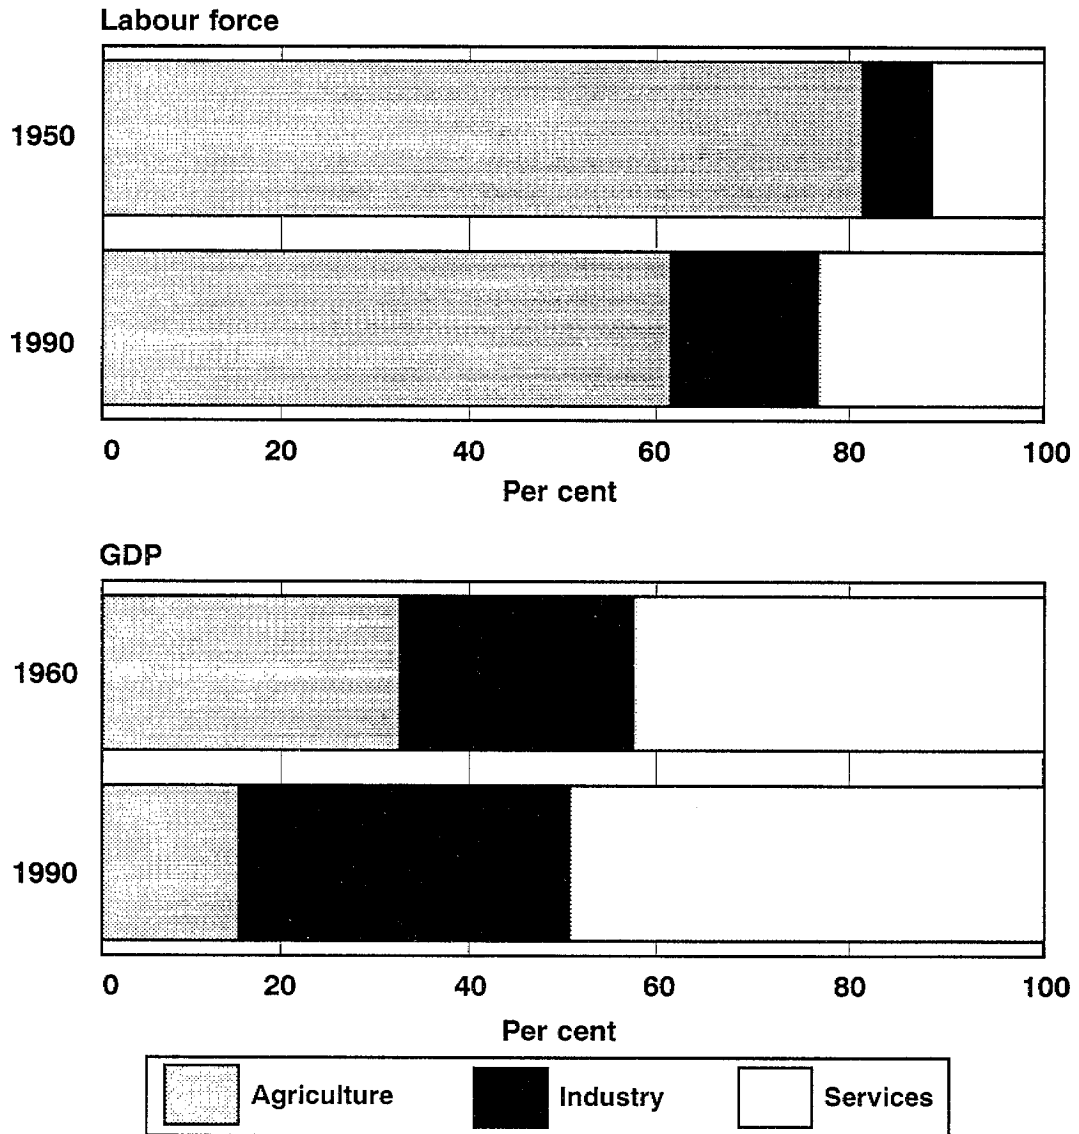 Labour force
1950
1990
0 20 40 60 80 100
Per cent
GDP
1960
1990
0 20 40 60 80 100
Per cent
Agriculture Industry Services